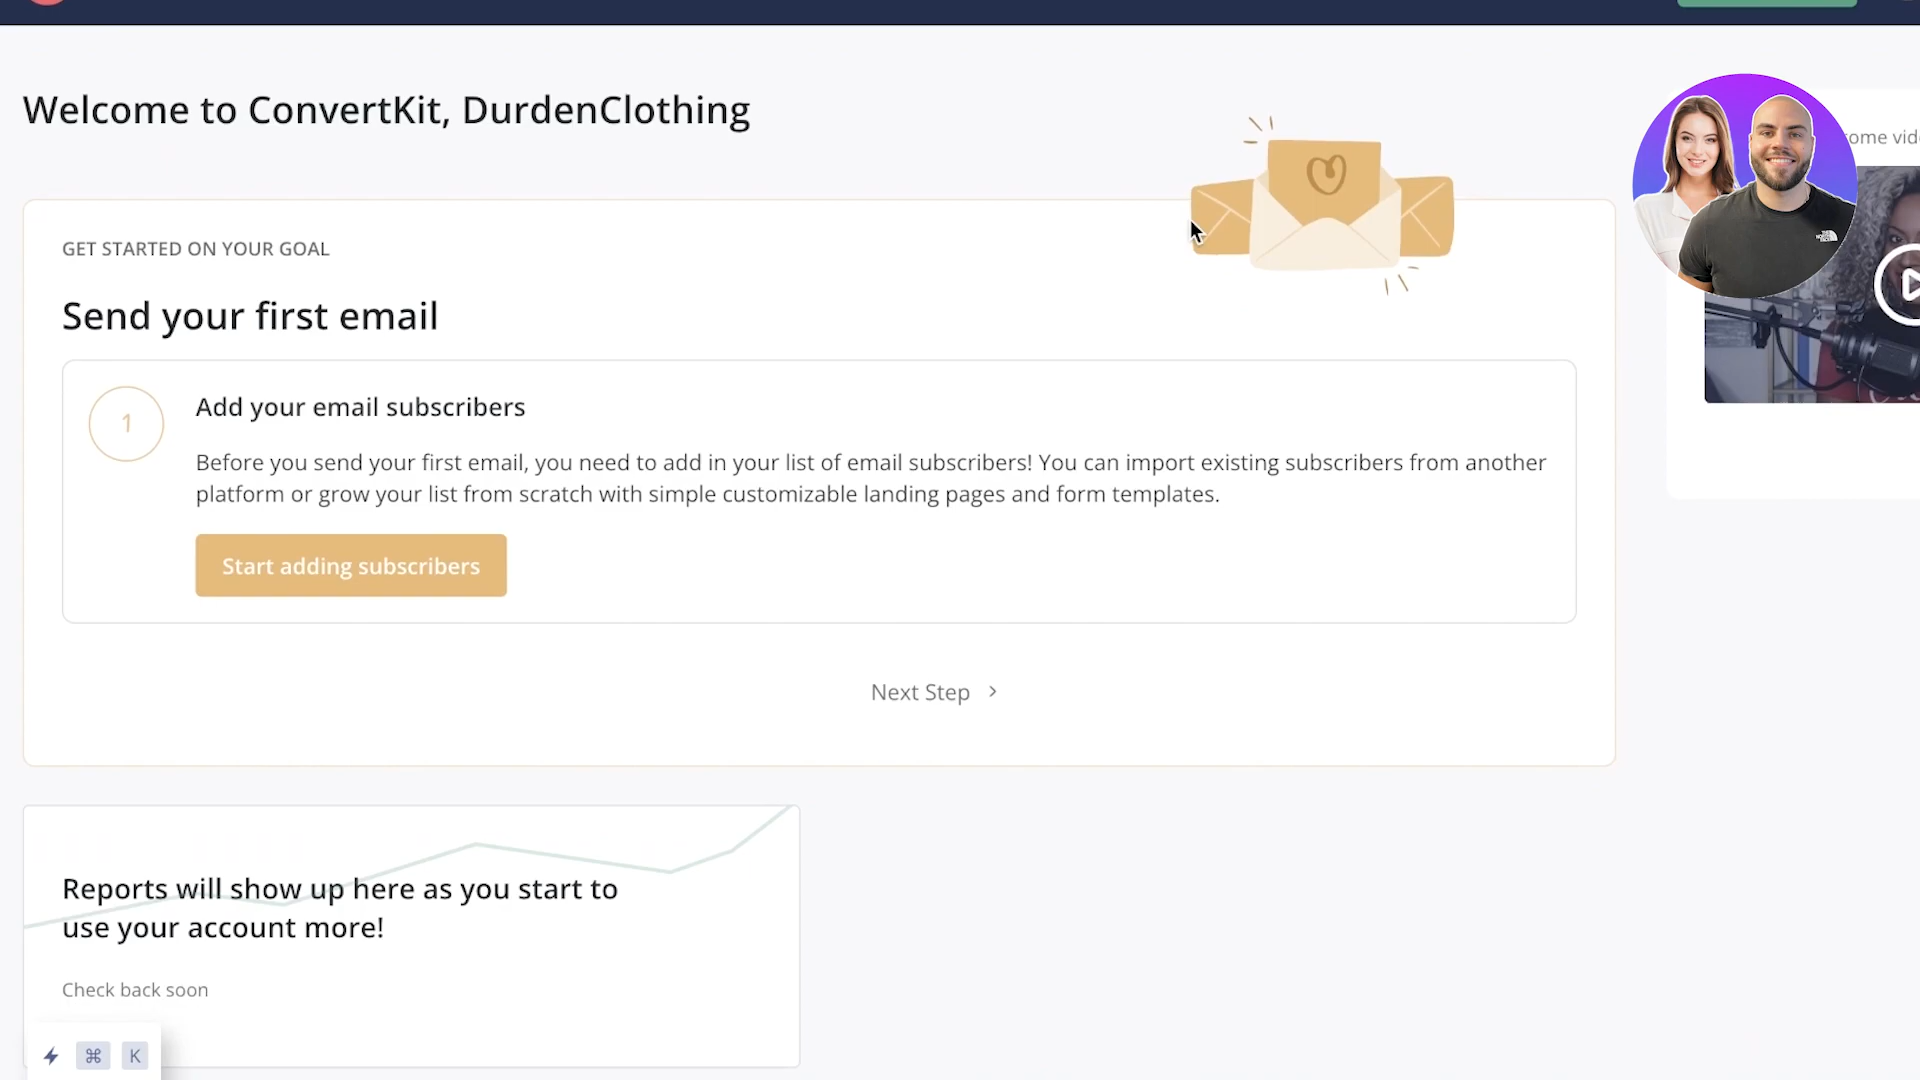 Welcome to ConvertKit, DurdenClothing
GET STARTED ON YOUR GOAL
Send your first email
1
Add your email subscribers
Before you send your first email, you need to add in your list of email subscribers! You can import existing subscribers from another
platform or grow your list from scratch with simple customizable landing pages and form templates.
Start adding subscribers
Next Step
Reports will show up here as you start to
use your account more!
Check back soon
⌘ K
THE NORTH FACE